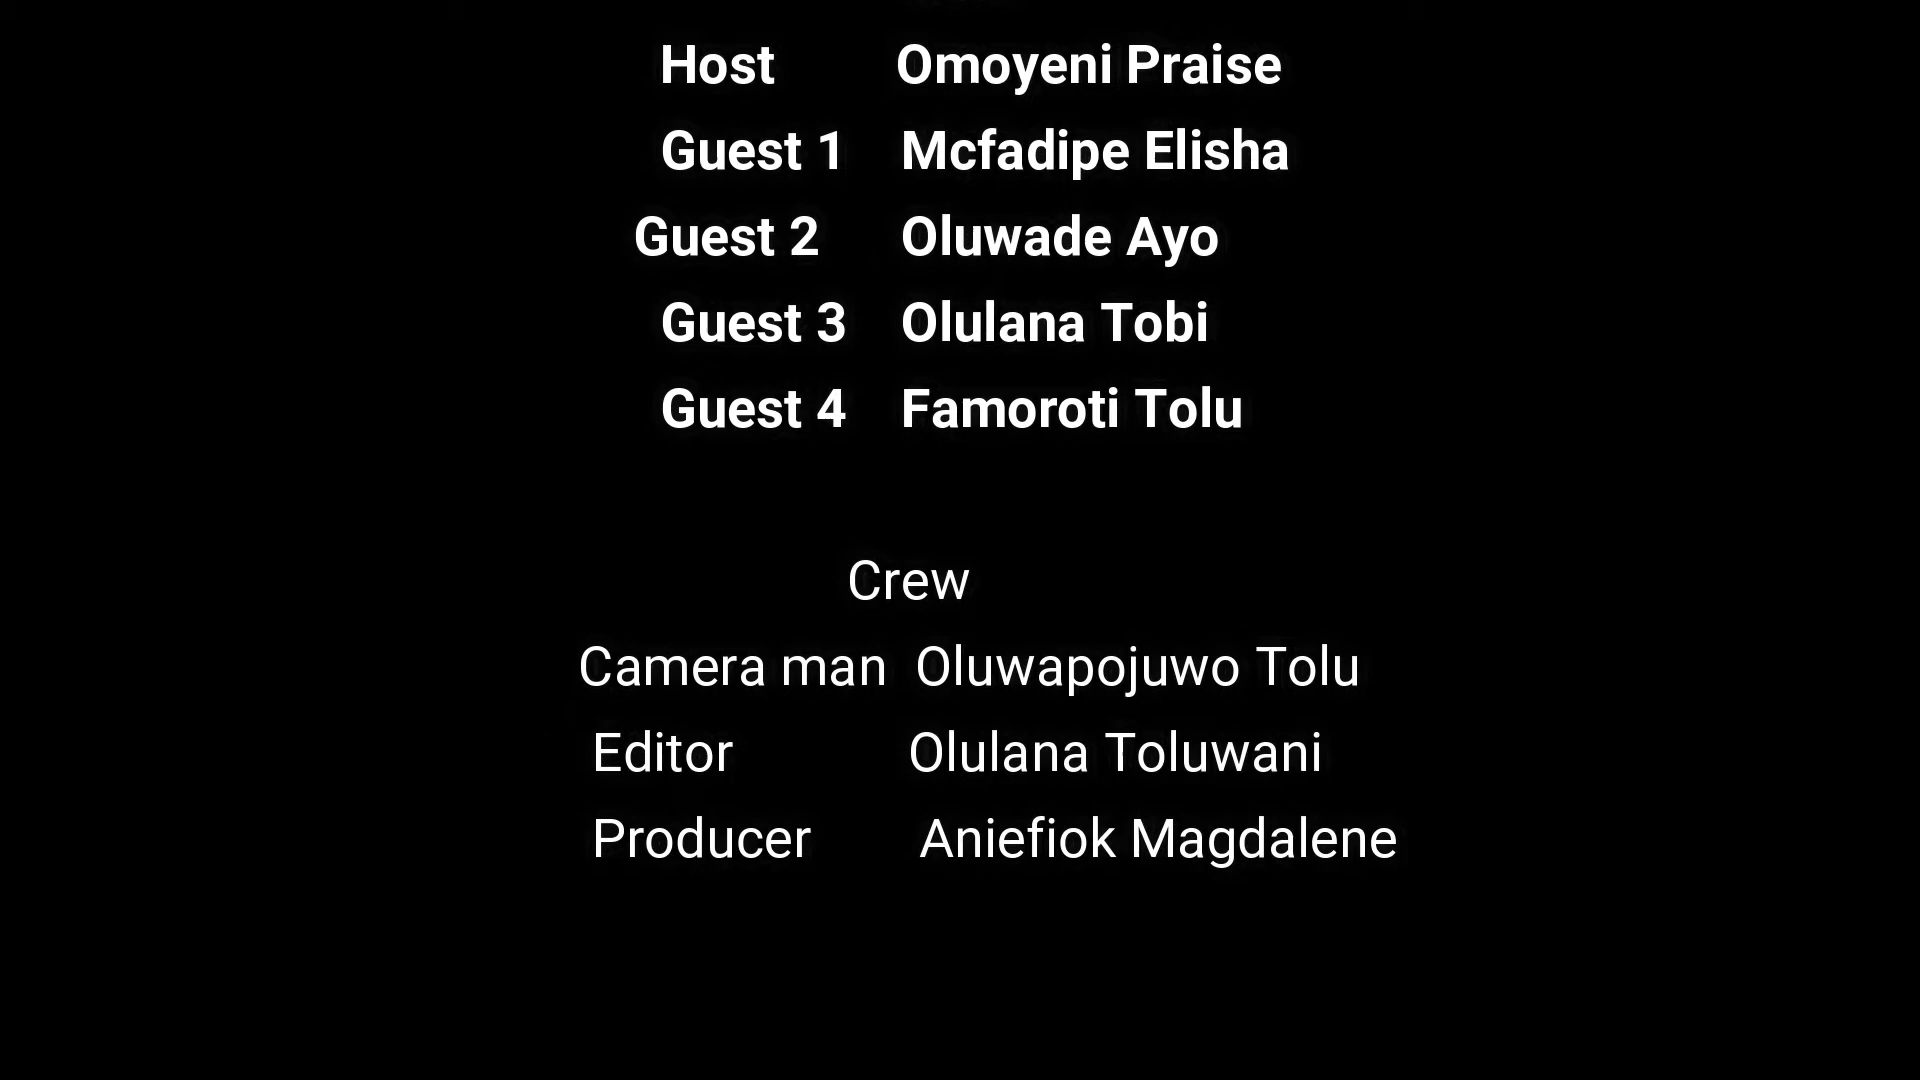 Host Omoyeni Praise
Guest 1 Mcfadipe Elisha
Guest 2 Oluwade Ayo
Guest 3 Olulana Tobi
Guest 4 Famoroti Tolu
Crew
Camera man Oluwapojuwo Tolu
Editor Olulana Toluwani
Producer Aniefiok Magdalene